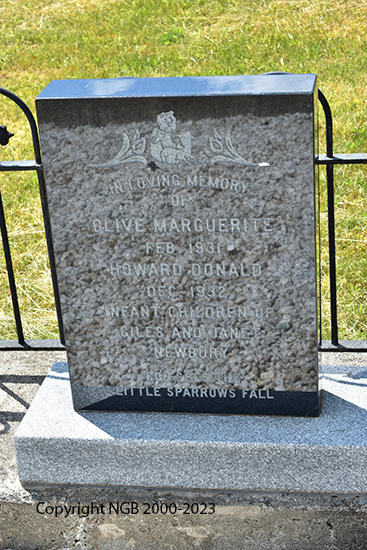 IN LOVING MEMORY
OF
OLIVE MARGUERITE
FEB. 1931
HOWARD DONALD
DEC. 1932
INFANT CHILDREN OF
GILES AND JANET
NEWBURY
LITTLE SPARROWS FALL
Copyright NGB 2000-2023